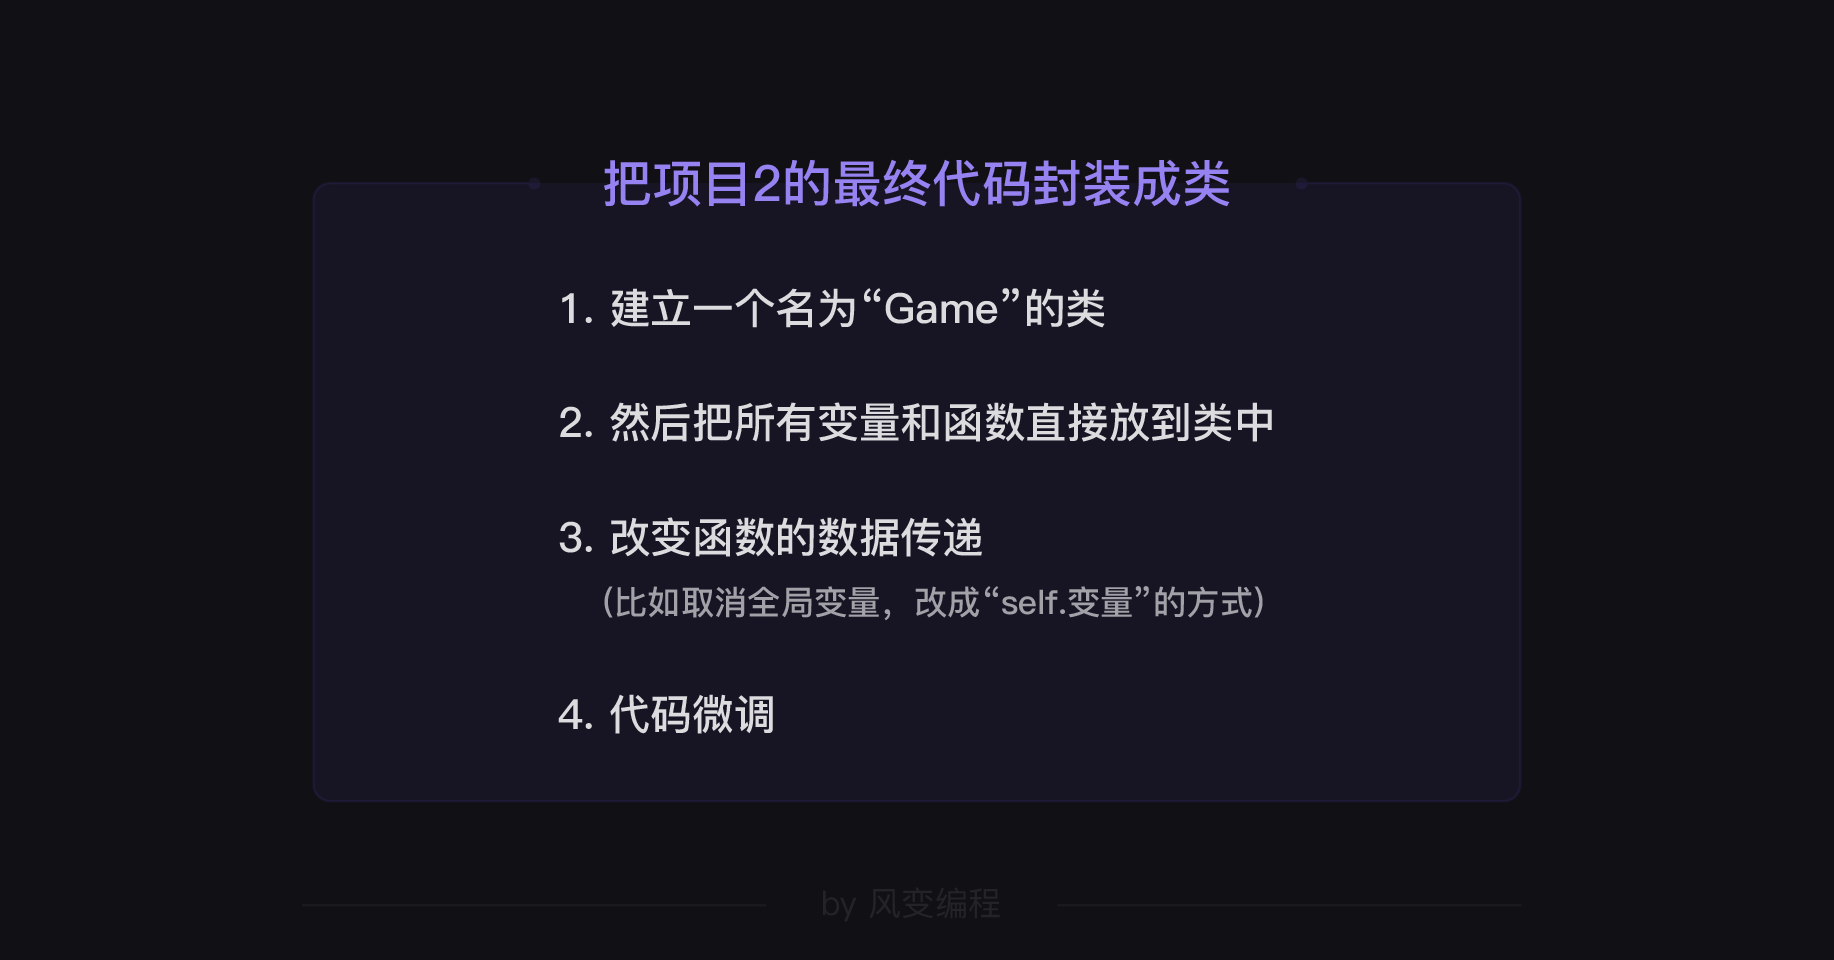 把项目2的最终代码封装成类
1. 建立一个名为“Game”的类
2. 然后把所有变量和函数直接放到类中
3. 改变函数的数据传递
(比如取消全局变量，改成“self.变量”的方式)
4. 代码微调
by 风变编程